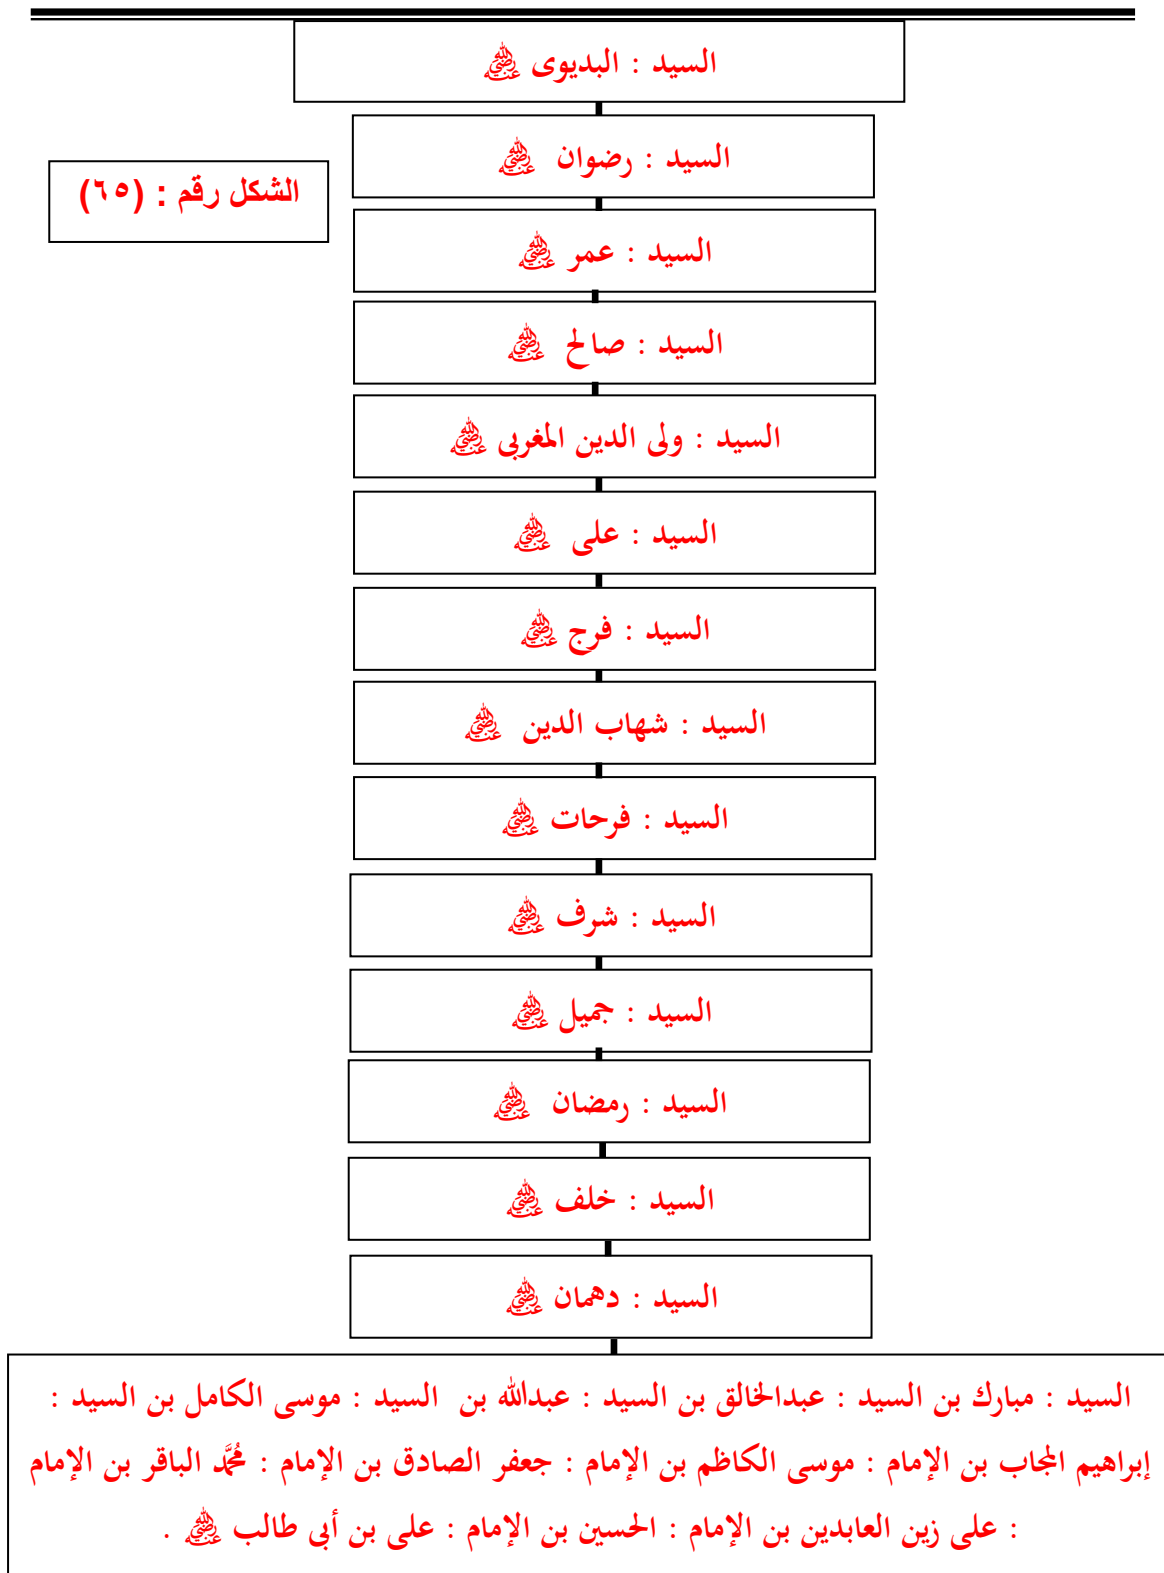 السيد : البديوى ﵁
السيد : رضوان ﵁
الشكل رقم : (٦٥)
السيد : عمر ﵁
السيد : صالح ﵁
السيد : ولى الدين المغربى ﵁
السيد : على ﵁
السيد : فرج ﵁
السيد : شهاب الدين ﵁
السيد : فرحات ﵁
السيد : شرف ﵁
السيد : جميل ﵁
السيد : رمضان ﵁
السيد : خلف ﵁
السيد : دهمان ﵁
السيد : مبارك بن السيد : عبدالخالق بن السيد : عبدالله بن السيد : موسى الكامل بن السيد :
إبراهيم المجاب بن الإمام : موسى الكاظم بن الإمام : جعفر الصادق بن الإمام : مُحَّد الباقر بن الإمام
: على زين العابدين بن الإمام : الحسين بن الإمام : على بن أبى طالب ﵁ .